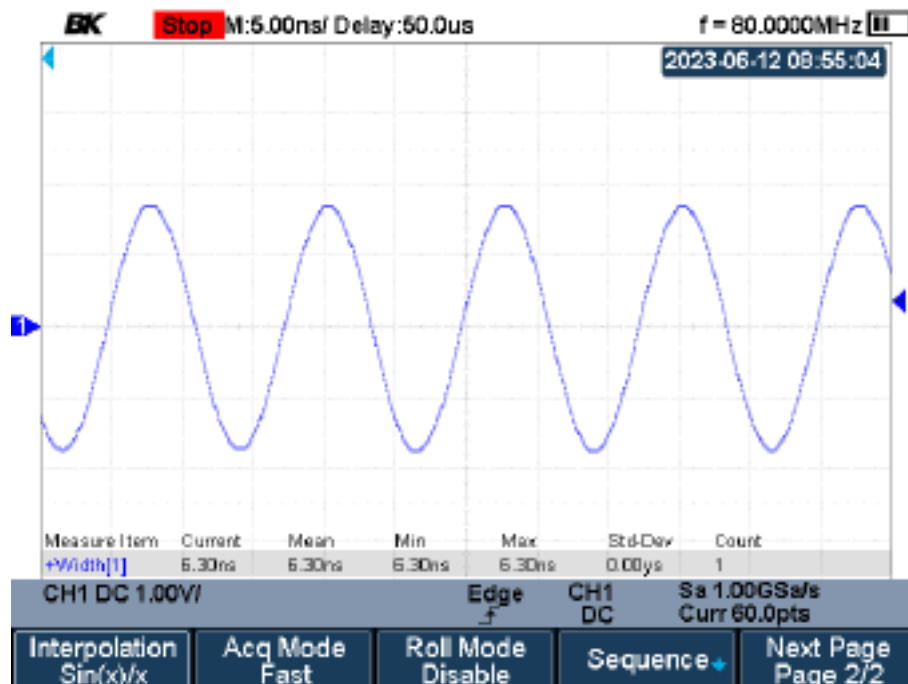 BK Stop M:5.00ns/ Delay:50.0us f = 80.0000MHz
2023-06-12 08:55:04
1
Measure Item Current Mean Min Max Std-Dev Count
+Width[1] 6.30ns 6.30ns 6.30ns 6.30ns 0.00ys 1
CH1 DC 1.00V/ Edge CH1 Sa 1.00GSa/s
DC Curr 60.0pts
Interpolation Acq Mode Roll Mode Sequence Next Page
Sin(x)/x Fast Disable Page 2/2